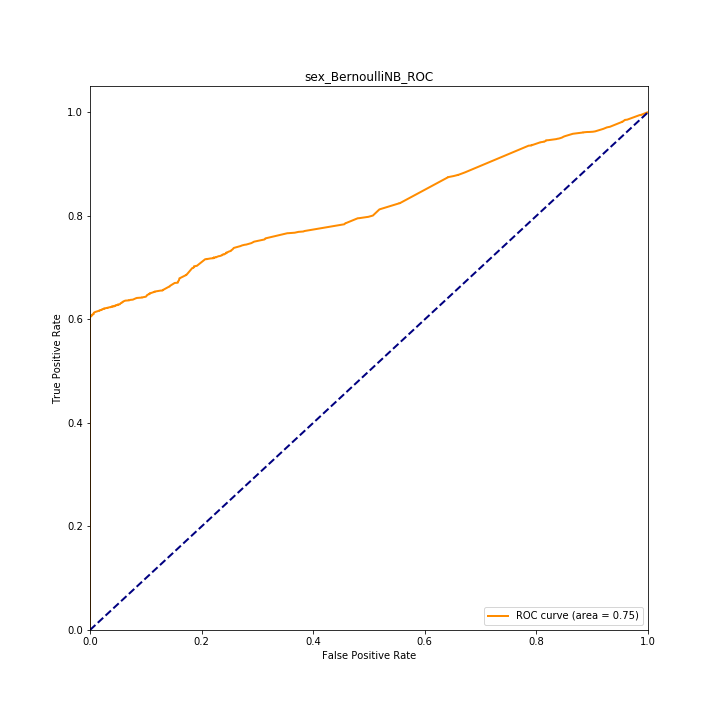 sex_BernoulliNB_ROC
1.0
0.8
0.6
0.4
0.2
0.0
True Positive Rate
ROC curve (area = 0.75)
0.0 0.2 0.4 0.6 0.8 1.0
False Positive Rate